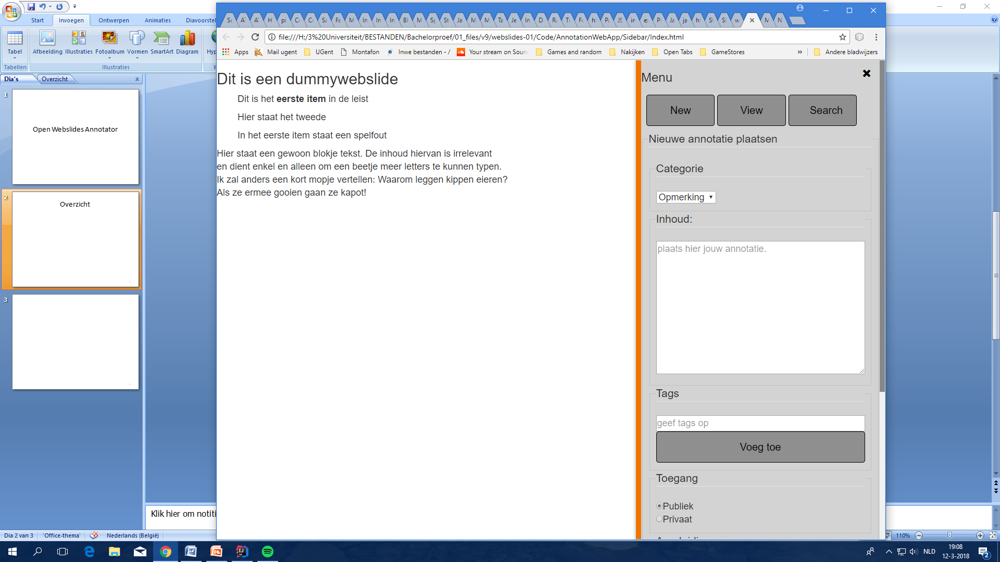 Start Invoegen Ontwerpen Animaties Diavoorstel
Tabel Afbeelding Illustraties Fotoalbum Vormen SmartArt Diagram Hyp
Tabellen Illustraties
Dia's Overzicht x
1
Open Webslides Annotator
2
Overzicht
3
Klik hier om notiti
Dia 2 van 3 'Office-thema' Nederlands (België) 110%
file:///H:/3%20Universiteit/BESTANDEN/Bachelorproef/01_files/v9/webslides-01/Code/AnnotationWebApp/Sidebar/Index.html
Apps Mail ugent UGent Montafon Inwe bestanden - / Your stream on Soun Games and random Nakijken Open Tabs GameStores » Andere bladwijzers
Dit is een dummywebslide
Dit is het eerste item in de leist
Hier staat het tweede
In het eerste item staat een spelfout
Hier staat een gewoon blokje tekst. De inhoud hiervan is irrelevant
en dient enkel en alleen om een beetje meer letters te kunnen typen.
Ik zal anders een kort mopje vertellen: Waarom leggen kippen eieren?
Als ze ermee gooien gaan ze kapot!
Menu
New View Search
Nieuwe annotatie plaatsen
Categorie
Opmerking
Inhoud:
plaats hier jouw annotatie.
Tags
geef tags op
Voeg toe
Toegang
Publiek
Privaat
NLD
19:08
12-3-2018
2